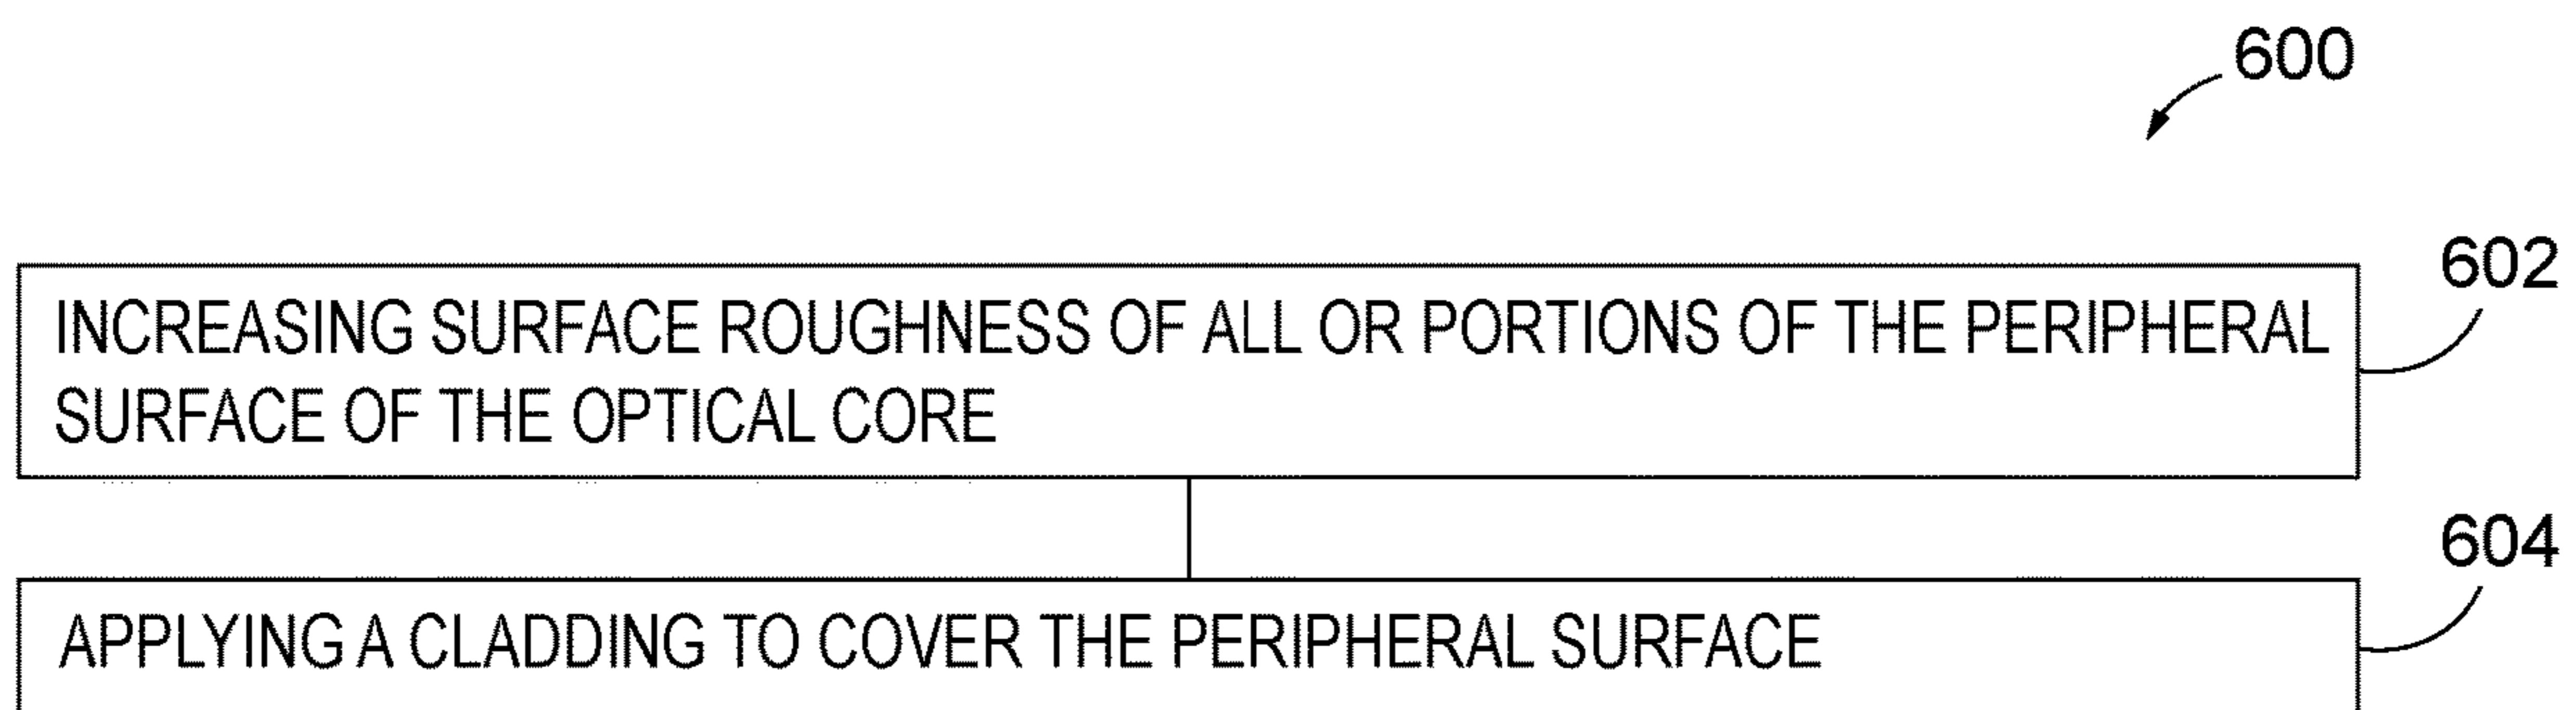 600
602
INCREASING SURFACE ROUGHNESS OF ALL OR PORTIONS OF THE PERIPHERAL
SURFACE OF THE OPTICAL CORE
604
APPLYING A CLADDING TO COVER THE PERIPHERAL SURFACE